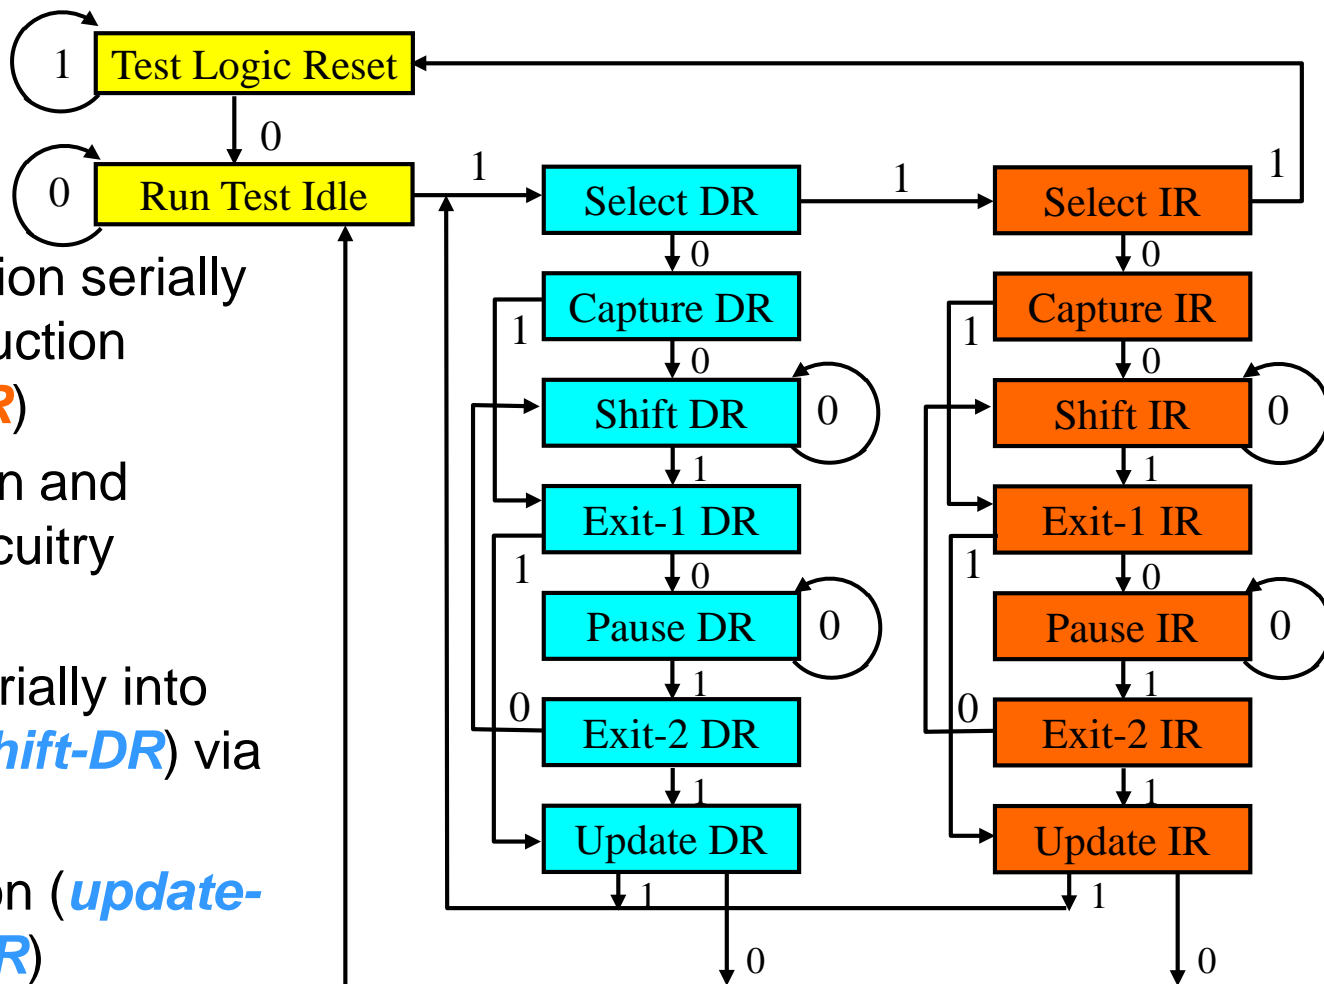 1 Test Logic Reset
0
0 Run Test Idle 1 Select DR 1 Select IR 1
0 0
ion serially
Capture DR Capture IR
1 1
uction
0 0
R)
Shift DR 0 Shift IR 0
1 1
n and
Exit-1 DR Exit-1 IR
cuitry
1 0 1 0
Pause DR 0 Pause IR 0
1 1
rially into
0 0
Exit-2 DR Exit-2 IR
hift-DR) via
1 1
Update DR Update IR
on (update-
1 1
R)
0 0